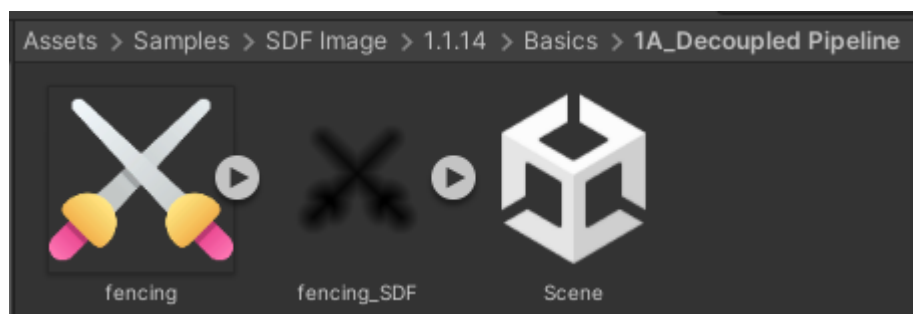 Assets > Samples > SDF Image > 1.1.14 > Basics > 1A_Decoupled Pipeline
fencing fencing_SDF Scene